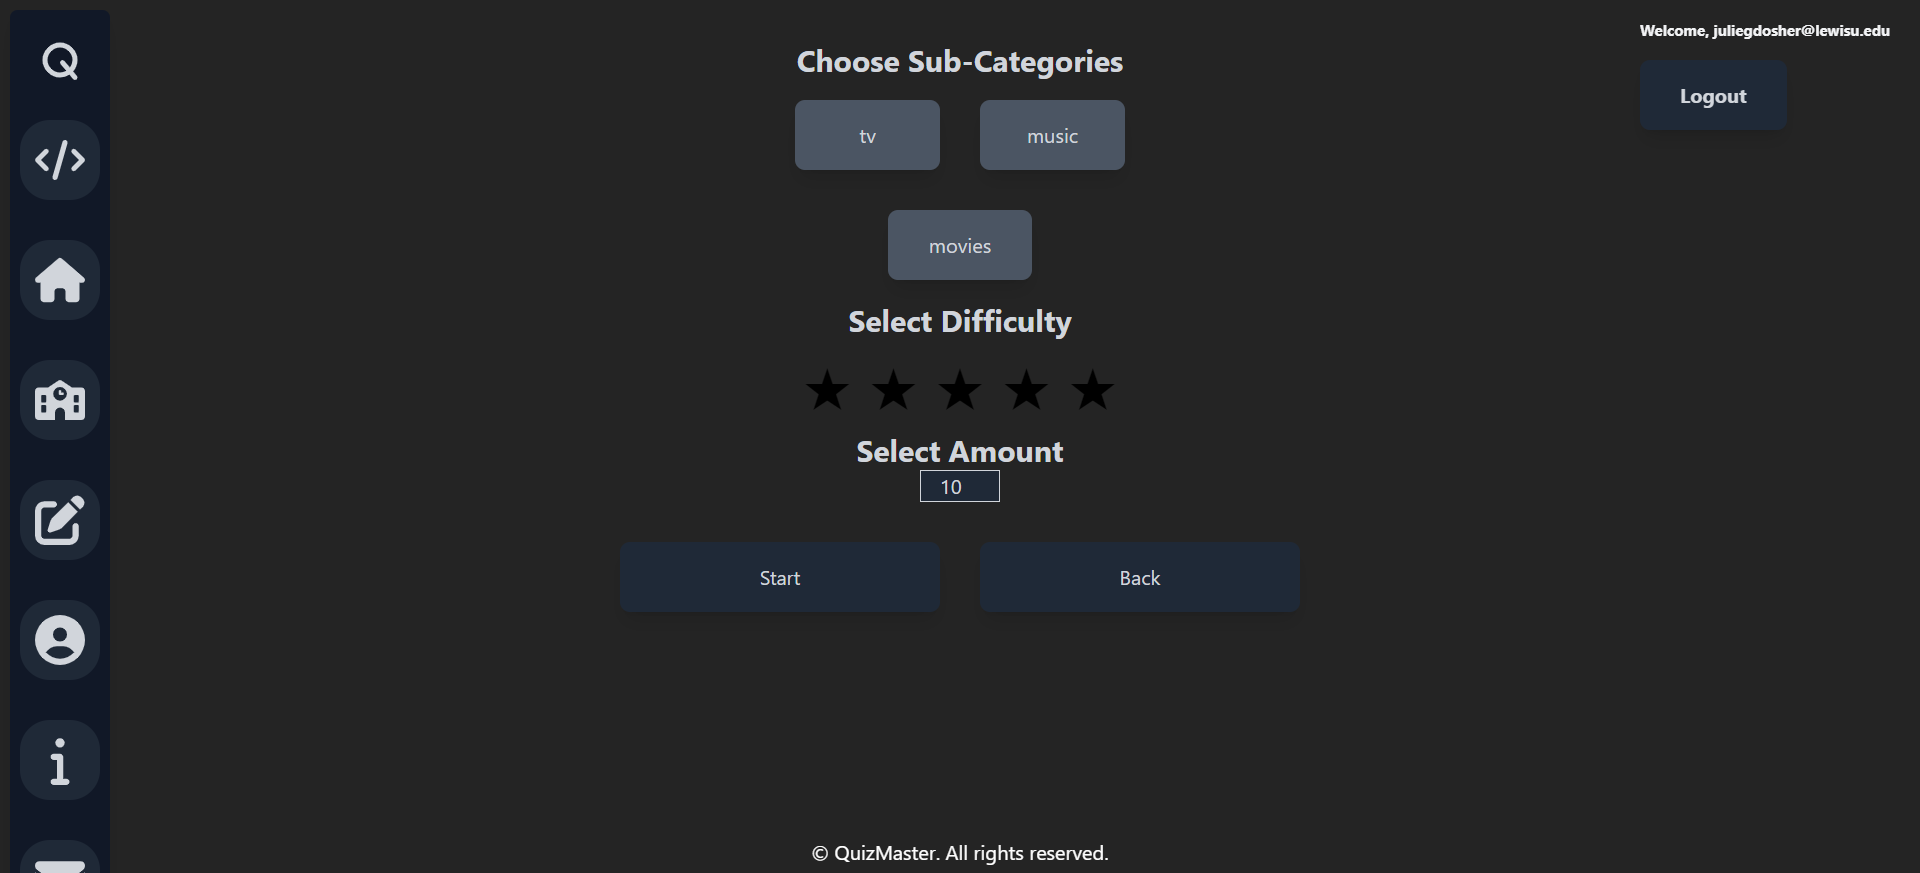 Q
Welcome, juliegdosher@lewisu.edu
Logout
Choose Sub-Categories
tv
music
movies
Select Difficulty
Select Amount
10
Start
Back
© QuizMaster. All rights reserved.